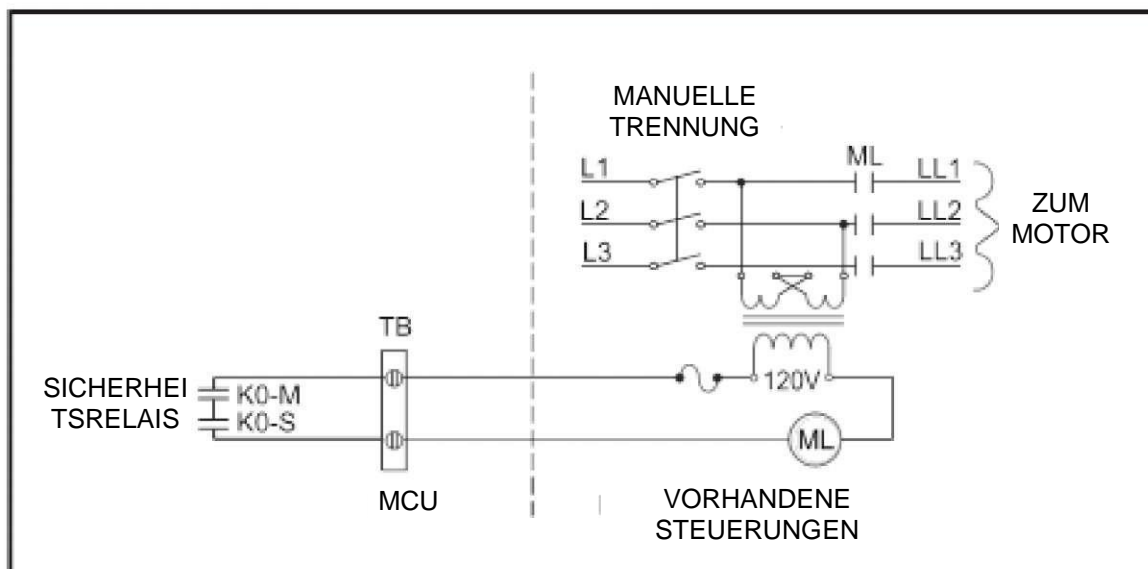 MANUELLE
TRENNUNG
ML
L1
LL1
L2
LL2
L3
LL3
ZUM
MOTOR
TB
SICHERHEI
TSRELAIS
K0-M
K0-S
120V
ML
MCU
VORHANDENE
STEUERUNGEN